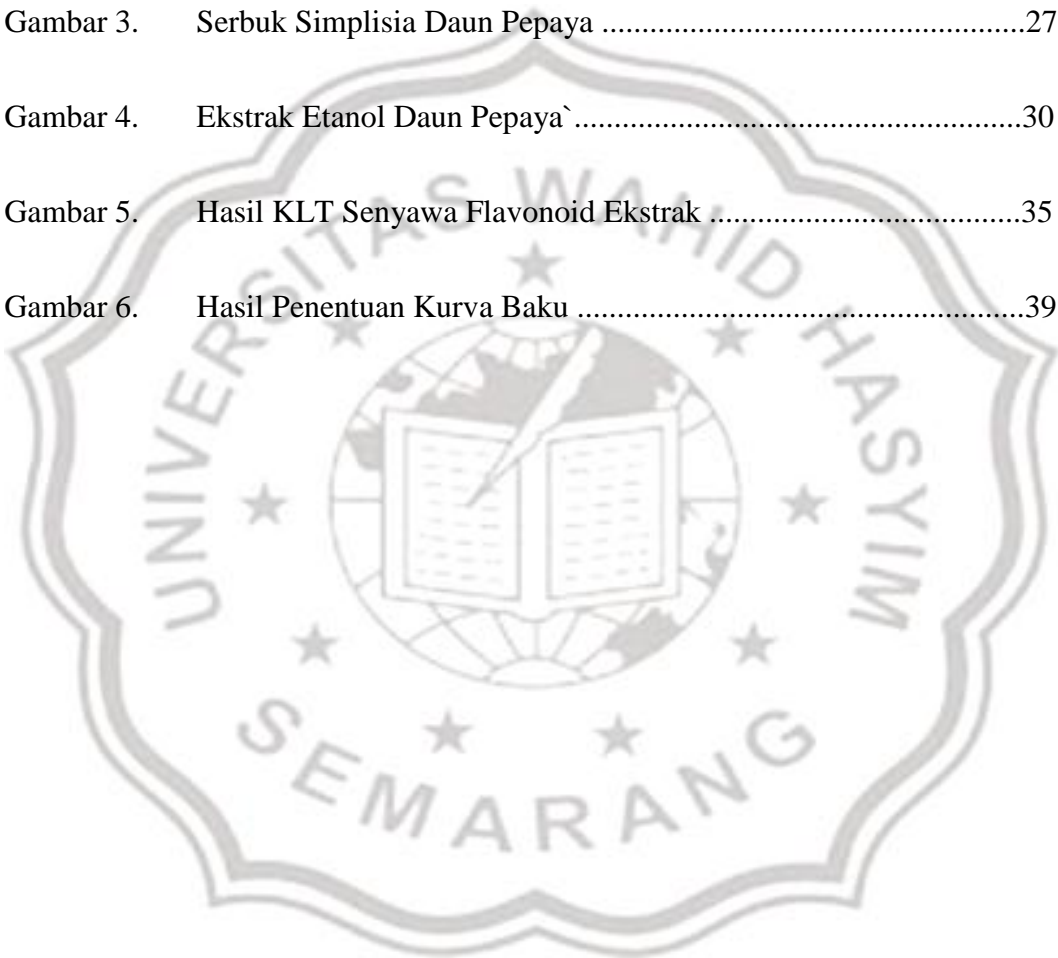 Gambar 3. Serbuk Simplisia Daun Pepaya ....................................................27
Gambar 4. Ekstrak Etanol Daun Pepaya`.......................................................30
Gambar 5. Hasil KLT Senyawa Flavonoid Ekstrak ......................................35
Gambar 6. Hasil Penentuan Kurva Baku ......................................................39
UNIVERSITAS WAHID HASYIM
SEMARANG